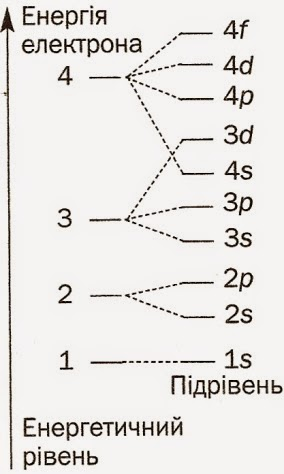 Енергія
електрона
4f
4d
4
4p
3d
4s
3
3p
3s
2p
2
2s
1
1s
Підрівень
Енергетичний
рівень